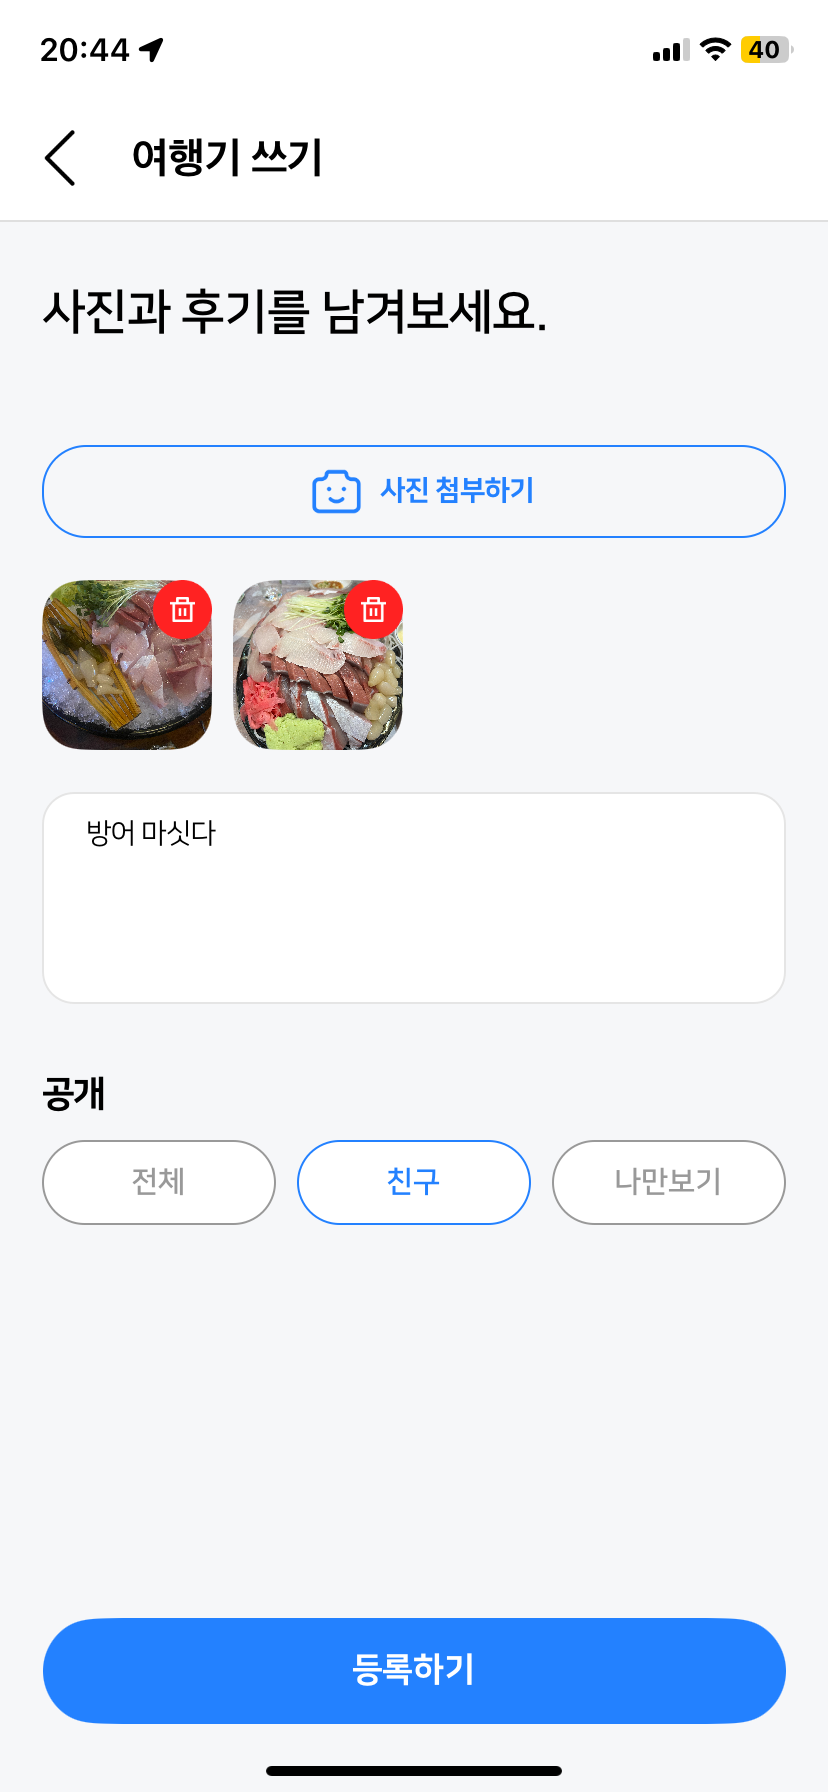 20:44
40
여행기 쓰기
사진과 후기를 남겨보세요.
사진 첨부하기
방어 마싯다
공개
전체
친구
나만보기
등록하기